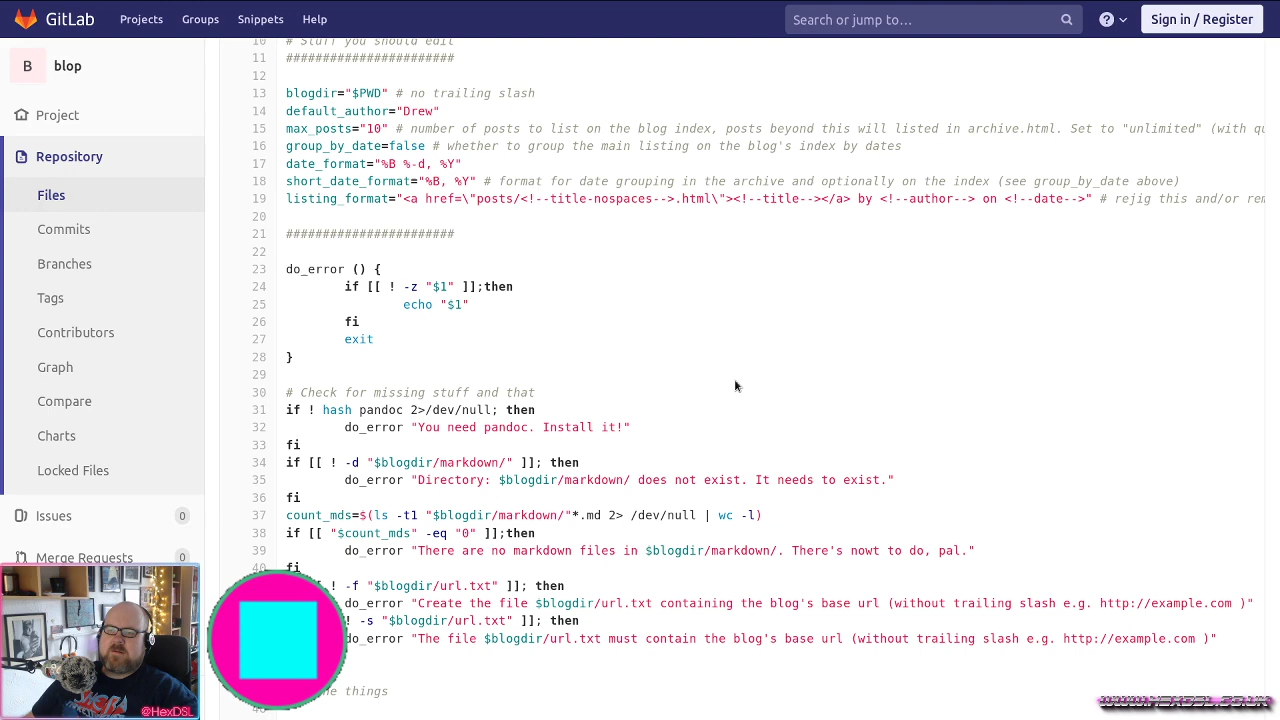 GitLab Projects Groups Snippets Help Search or jump to… Sign in / Register
B blop
Project
Repository
Files
Commits
Branches
Tags
Contributors
Graph
Compare
Charts
Locked Files
Issues 0
Merge Requests 0
10 # Stuff you should edit
11 #######################
12
13 blogdir="$PWD" # no trailing slash
14 default_author="Drew"
15 max_posts="10" # number of posts to list on the blog index, posts beyond this will listed in archive.html. Set to "unlimited" (with qu
16 group_by_date=false # whether to group the main listing on the blog's index by dates
17 date_format="%B %-d, %Y"
18 short_date_format="%B, %Y" # format for date grouping in the archive and optionally on the index (see group_by_date above)
19 listing_format="<a href=\"posts/<!--title-nospaces-->.html\"><!--title--></a> by <!--author--> on <!--date-->" # rejig this and/or rem
20
21 #######################
22
23 do_error () {
24 if [[ ! -z "$1" ]];then
25 echo "$1"
26 fi
27 exit
28 }
29
30 # Check for missing stuff and that
31 if ! hash pandoc 2>/dev/null; then
32 do_error "You need pandoc. Install it!"
33 fi
34 if [[ ! -d "$blogdir/markdown/" ]]; then
35 do_error "Directory: $blogdir/markdown/ does not exist. It needs to exist."
36 fi
37 count_mds=$(ls -t1 "$blogdir/markdown/"*.md 2> /dev/null | wc -l)
38 if [[ "$count_mds" -eq "0" ]];then
39 do_error "There are no markdown files in $blogdir/markdown/. There's nowt to do, pal."
40 fi
! -f "$blogdir/url.txt" ]]; then
do_error "Create the file $blogdir/url.txt containing the blog's base url (without trailing slash e.g. http://example.com )"
! -s "$blogdir/url.txt" ]]; then
do_error "The file $blogdir/url.txt must contain the blog's base url (without trailing slash e.g. http://example.com )"
things
@HexDSL
WWW.HEXDSL.CO.UK